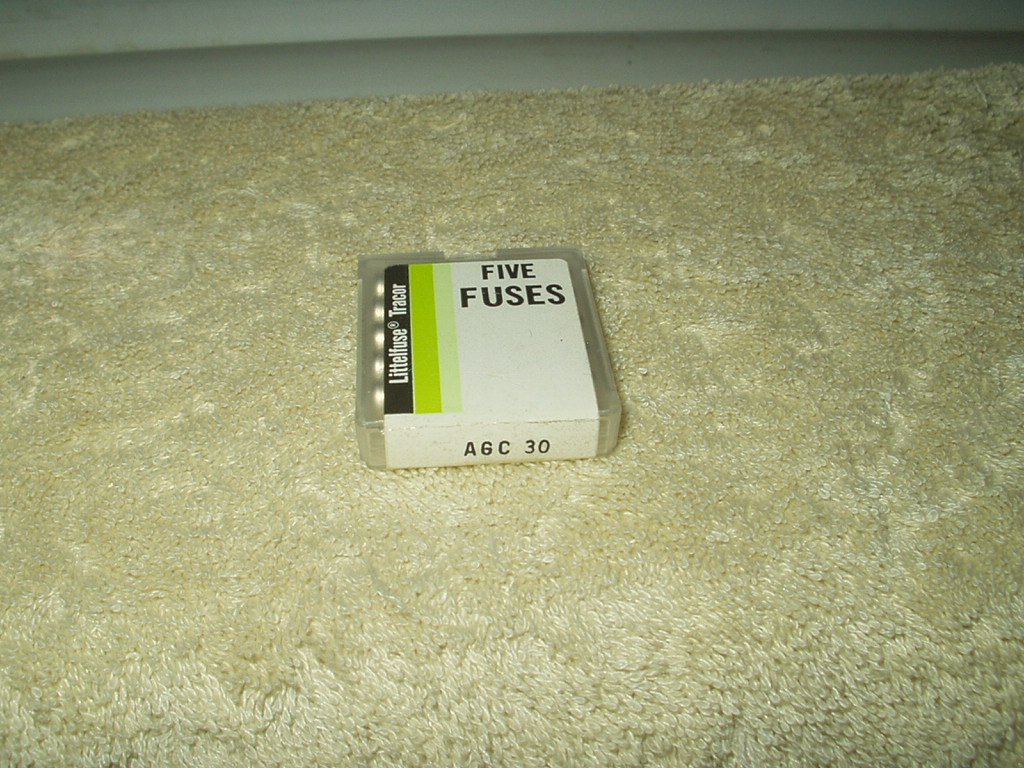 FIVE
FUSES
Littelfuse® Tracor
AGC 30